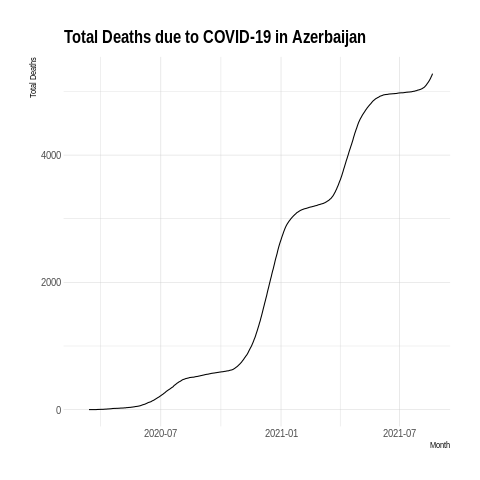 Total Deaths due to COVID-19 in Azerbaijan
Total Deaths
4000
2000
0
2020-07
2021-01
2021-07
Month